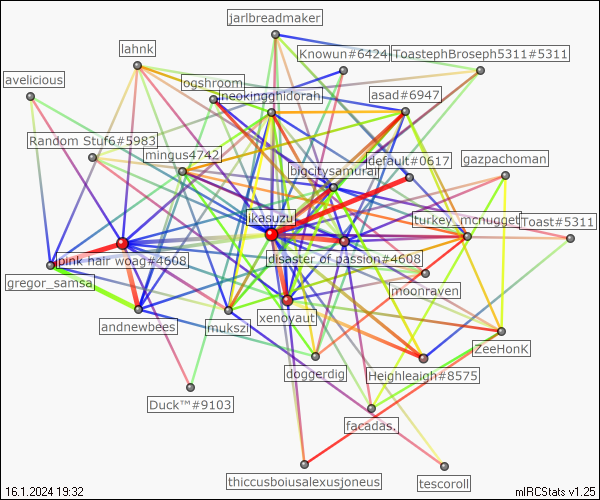 jarlbreadmaker
lahnk
Knowun#6424
ToastephBroseph5311#5311
avelicious
ogshroom
neokingghidorah
asad#6947
Random Stuf6#5983
mingus4742
default#0617
gazpachoman
bigcitysamurai
ikasuzu
turkey_mcnugget
Toast#5311
pink hair woag#4608
disaster of passion#4608
gregor_samsa
moonraven
andnewbees
mukszi
xenoyaut
ZeeHonK
doggerdig
Heighleaigh#8575
Duck™#9103
facadas.
thiccusboiusalexusjoneus
tescoroll
16.1.2024 19:32
mIRCStats v1.25